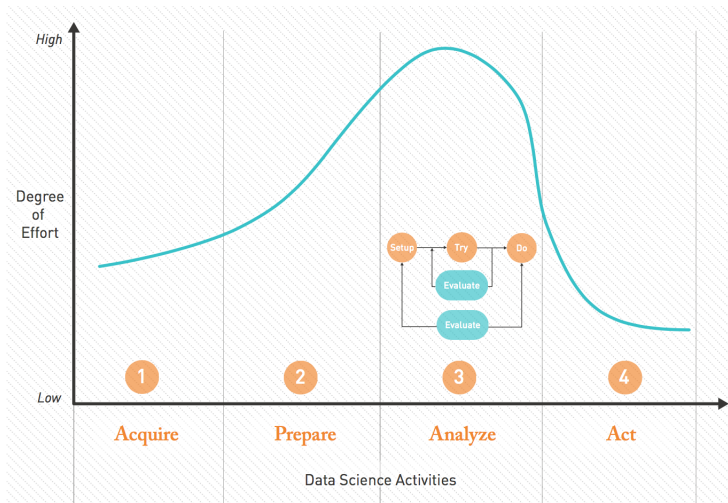 High
Degree
of
Effort
Setup
Try
Do
Evaluate
Evaluate
1
2
3
4
Low
Acquire
Prepare
Analyze
Act
Data Science Activities